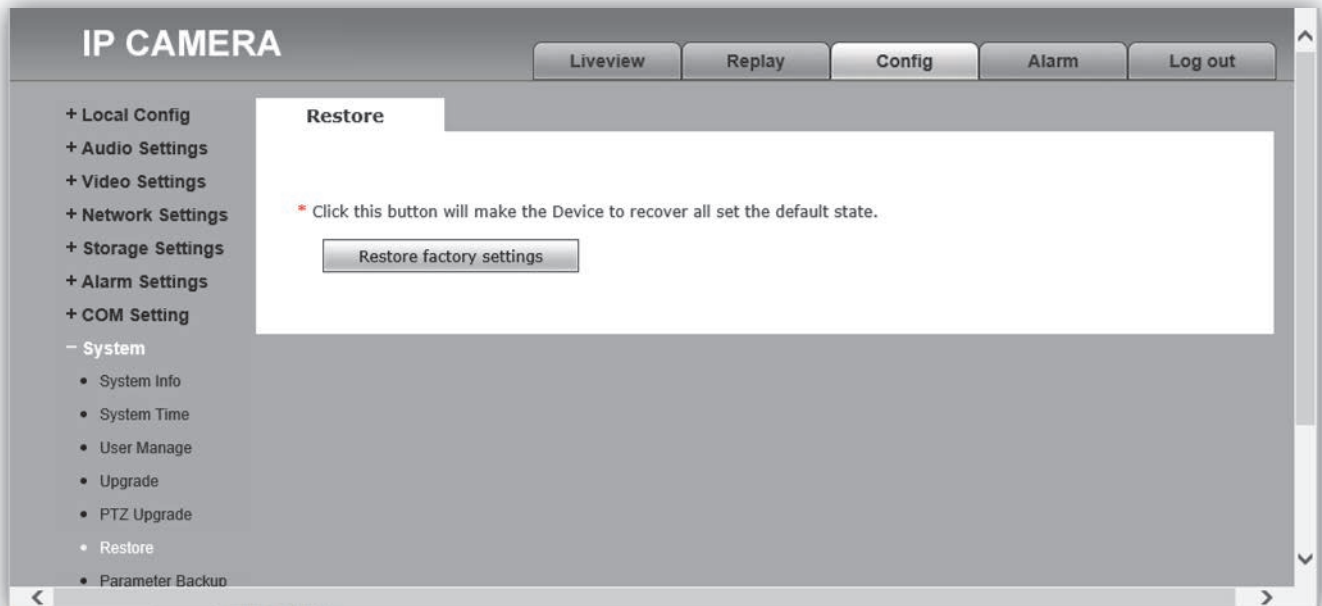 IP CAMERA
Liveview Replay Config Alarm Log out
+ Local Config
+ Audio Settings
+ Video Settings
+ Network Settings
+ Storage Settings
+ Alarm Settings
+ COM Setting
− System
• System Info
• System Time
• User Manage
• Upgrade
• PTZ Upgrade
• Restore
• Parameter Backup
Restore
* Click this button will make the Device to recover all set the default state.
Restore factory settings